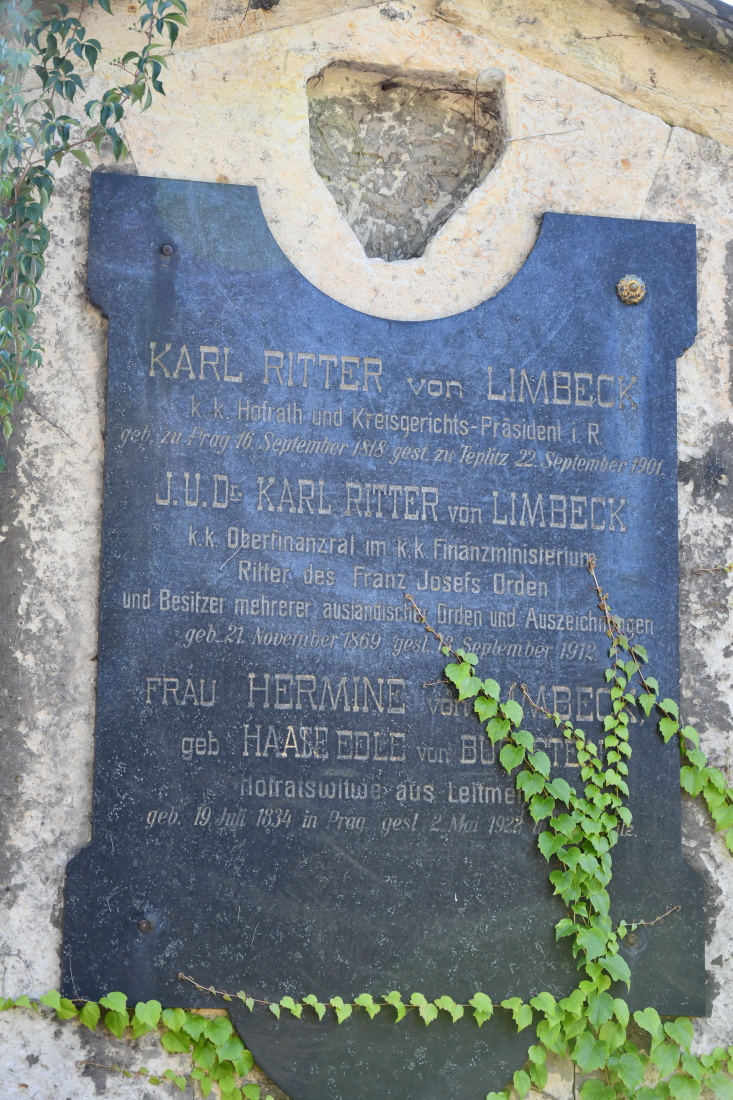 KARL RITTER von LIMBECK
k. k. Hofrath und Kreisgerichts-Präsident i. R.
geb. zu Prag 16. September 1818 gest. zu Teplitz 22. September 1901.
J.U.Dr KARL RITTER von LIMBECK
k.k. Oberfinanzrat im k.k. Finanzministerium
Ritter des Franz Josefs Orden
und Besitzer mehrerer ausländischer Orden und Auszeichnungen
geb. 21. November 1869 gest. September 1912.
FRAU HERMINE von LIMBECK,
geb. HAASE EDLE von
Hofratswitwe aus
geb. 19 Juli 1834 in Prag gest. 2. Mai